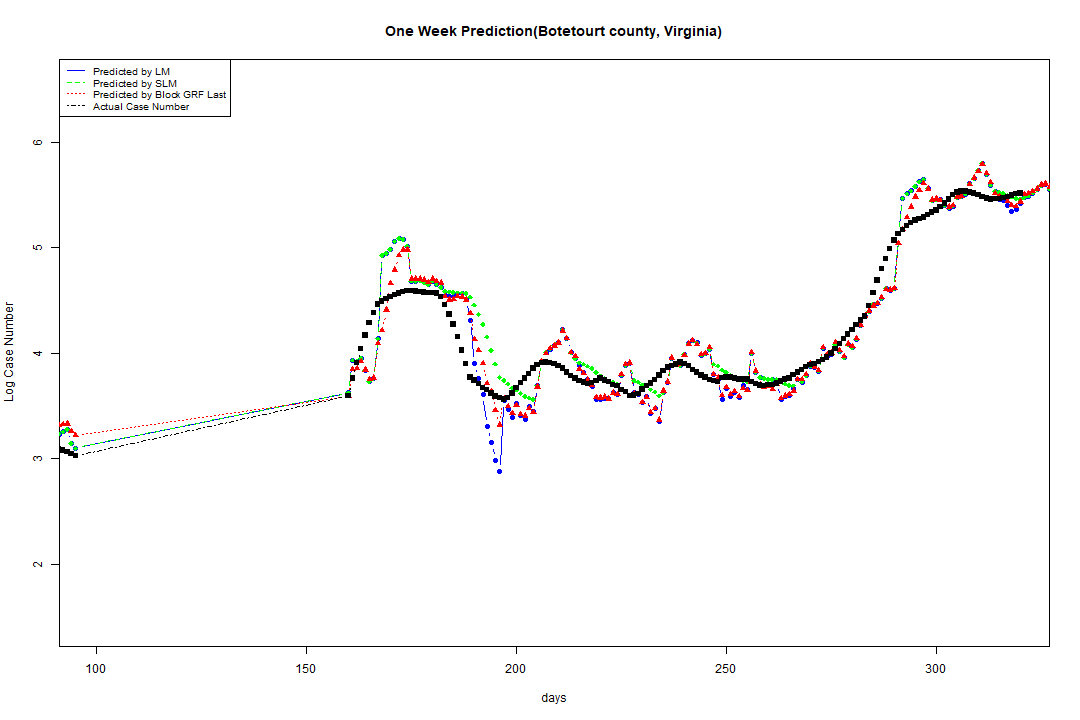 One Week Prediction(Botetourt county, Virginia)
Predicted by LM
Predicted by SLM
Predicted by Block GRF Last
Actual Case Number
6
5
4
3
2
Log Case Number
100 150 200 250 300
days